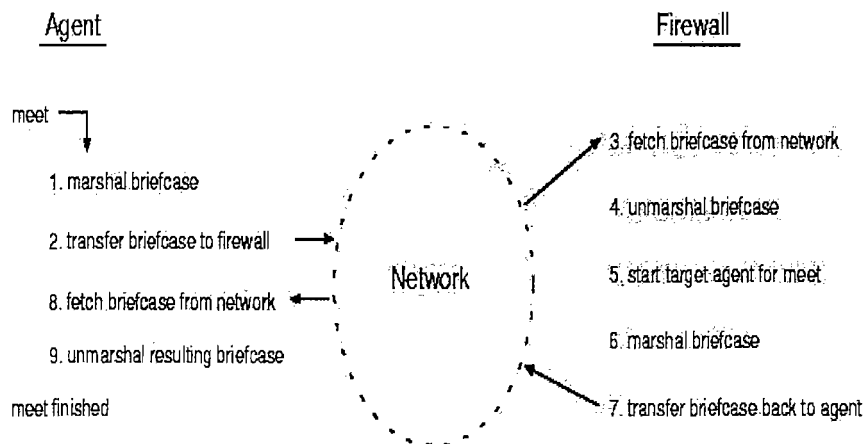 Agent
Firewall
meet
1. marshal briefcase
2. transfer briefcase to firewall
8. fetch briefcase from network
9. unmarshal resulting briefcase
meet finished
Network
3. fetch briefcase from network
4. unmarshal briefcase
5. start target agent for meet
6. marshal briefcase
7. transfer briefcase back to agent